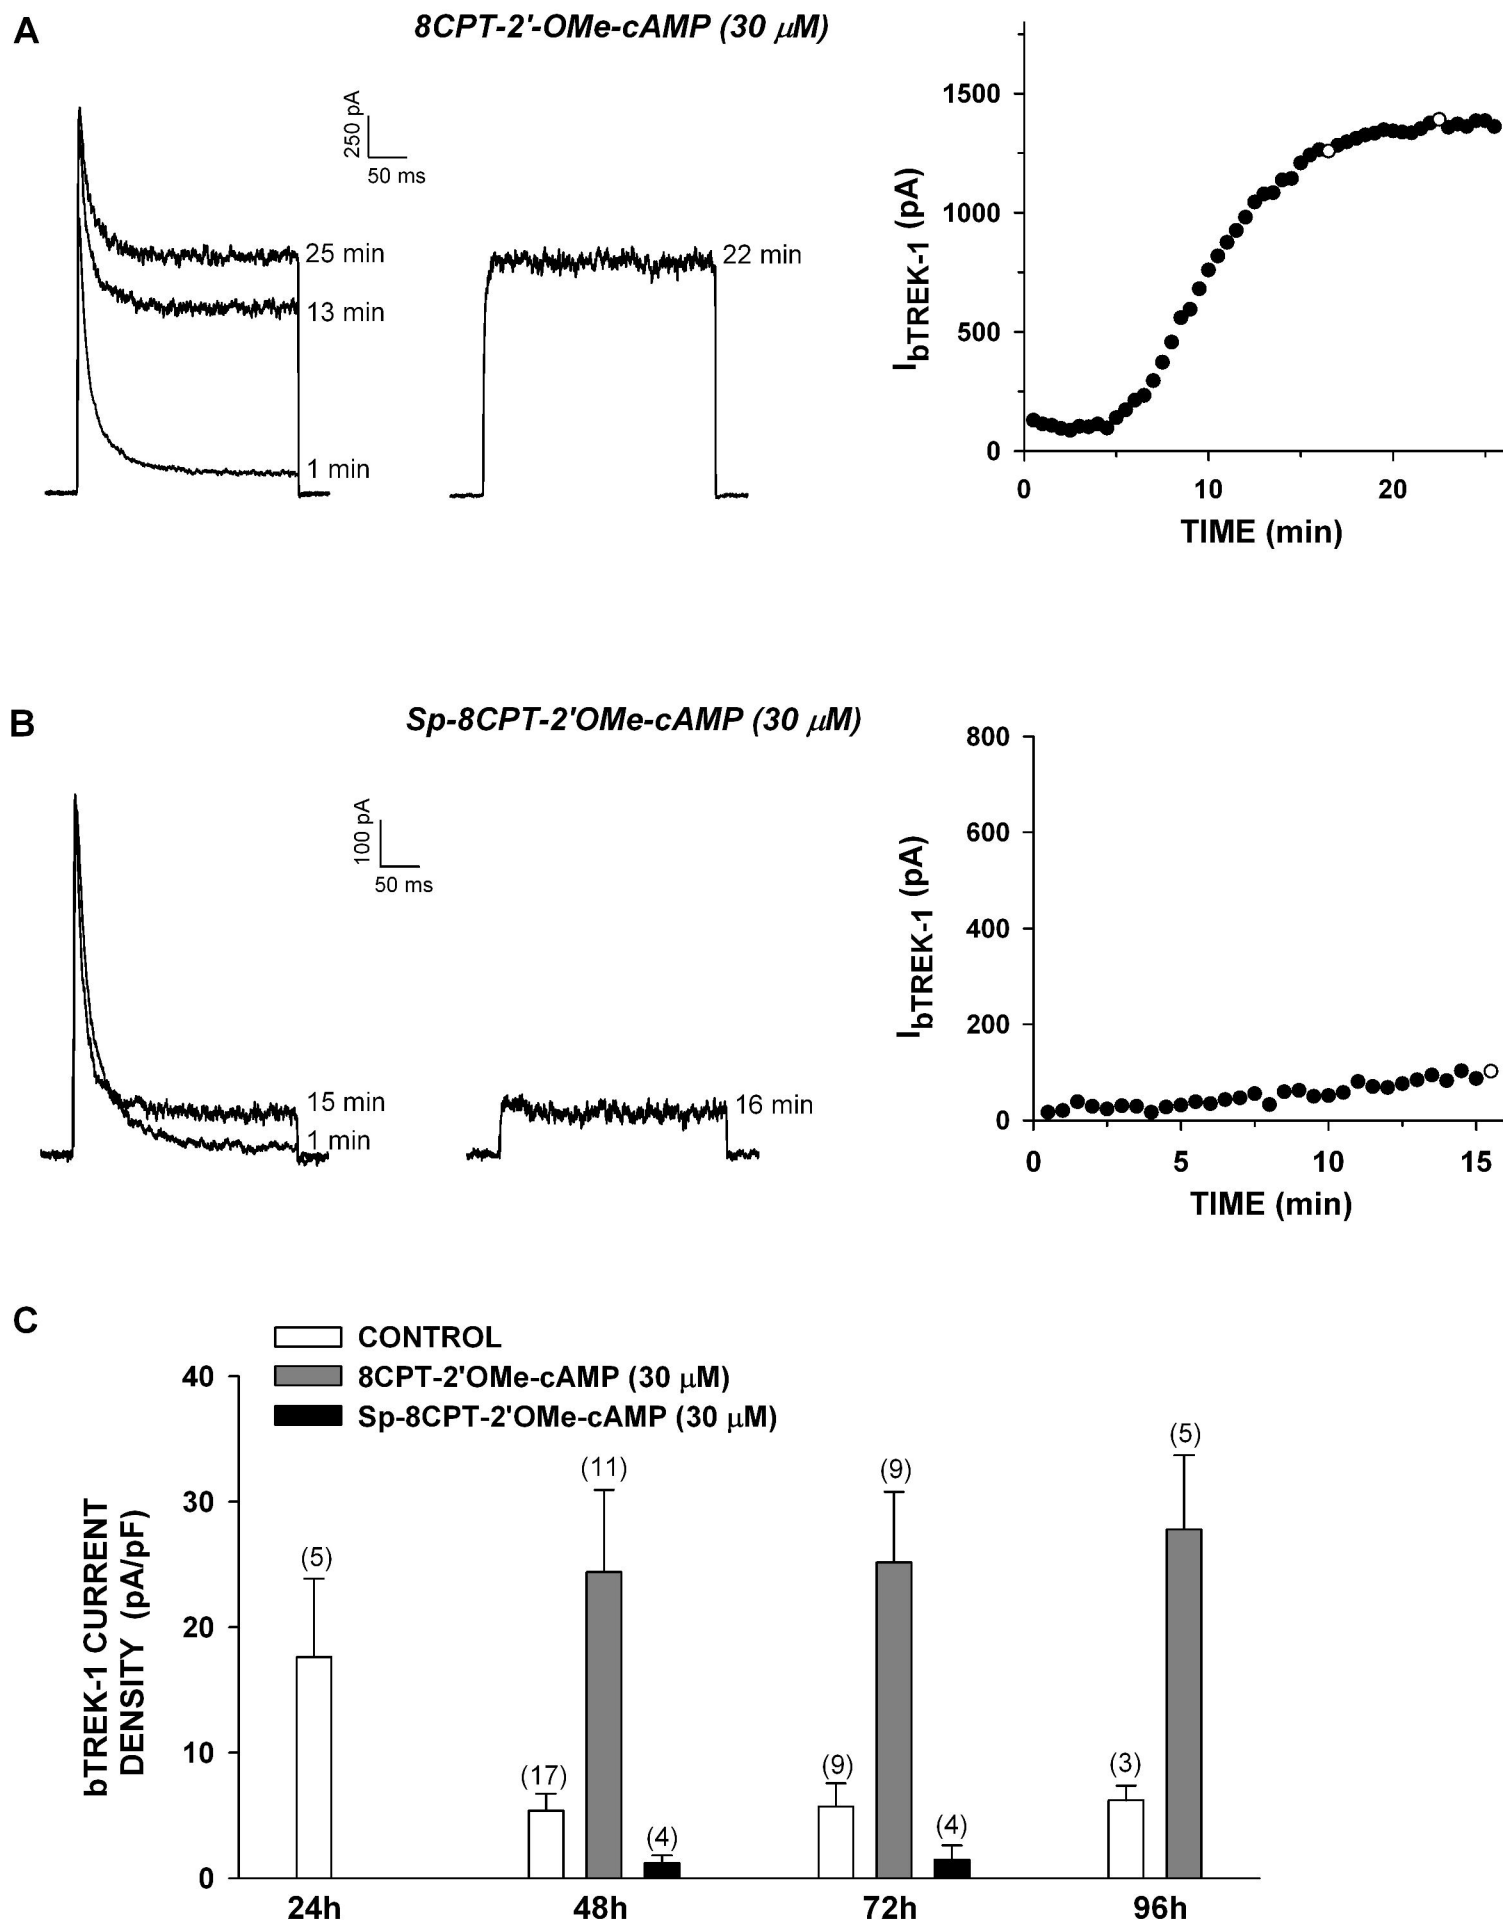 A
8CPT-2'-OMe-cAMP (30 μM)
250 pA
50 ms
25 min
13 min
1 min
22 min
1500
1000
500
0
0 10 20
I bTREK-1 (pA)
TIME (min)
B
Sp-8CPT-2'OMe-cAMP (30 μM)
100 pA
50 ms
15 min
1 min
16 min
800
600
400
200
0
0 5 10 15
I bTREK-1 (pA)
TIME (min)
C
CONTROL
8CPT-2'OMe-cAMP (30 μM)
Sp-8CPT-2'OMe-cAMP (30 μM)
bTREK-1 CURRENT
DENSITY (pA/pF)
40
30
20
10
0
(5)
(17)
(11)
(4)
(9)
(9)
(4)
(3)
(5)
24h 48h 72h 96h